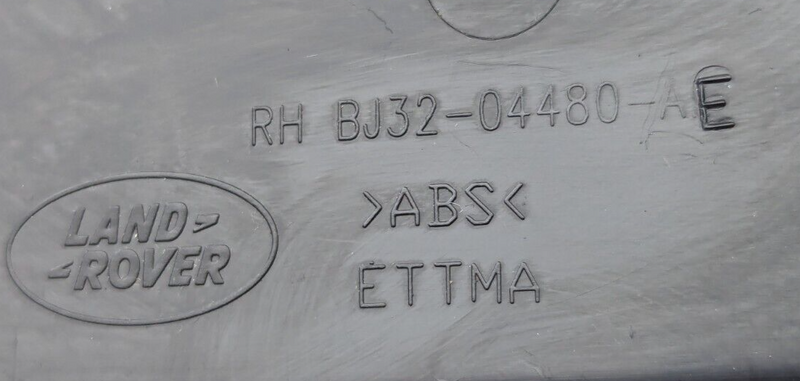 RH BJ32-04480-AE
>ABS<
ETTMA
LAND
ROVER